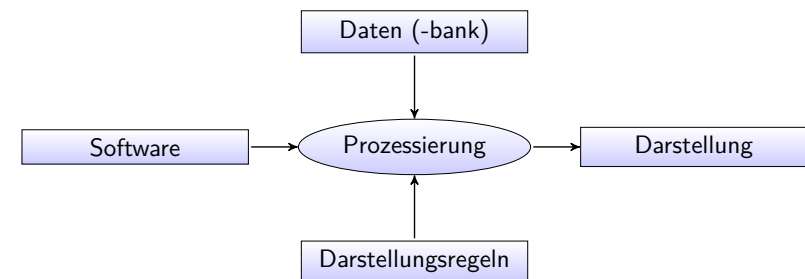 Daten (-bank)
Software
Prozessierung
Darstellung
Darstellungsregeln